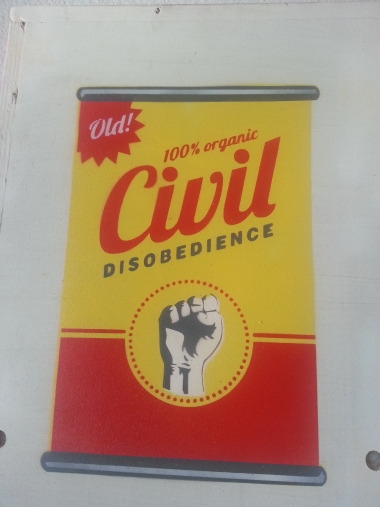 Old!
100% organic
Civil
DISOBEDIENCE